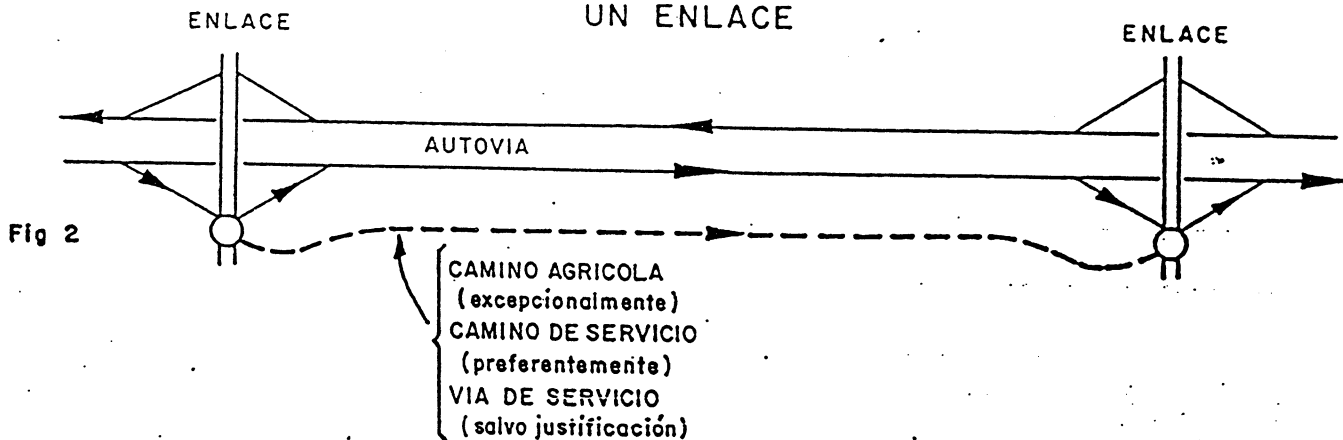 UN ENLACE
ENLACE
ENLACE
AUTOVIA
Fig 2
CAMINO AGRICOLA
(excepcionalmente)
CAMINO DE SERVICIO
(preferentemente)
VIA DE SERVICIO
(salvo justificación)